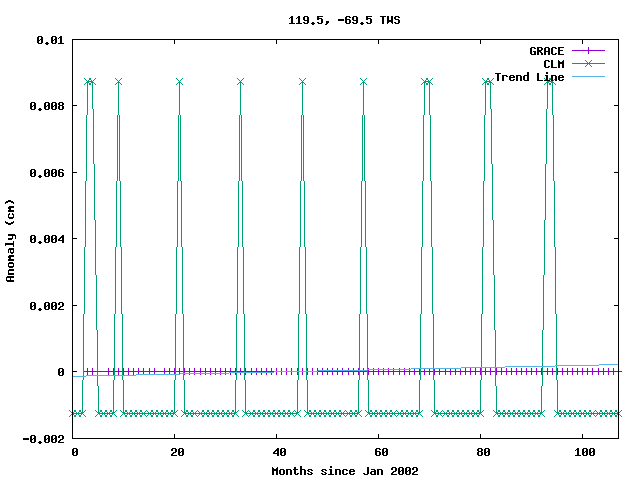 119.5, -69.5 TWS
GRACE
CLM
Trend Line
0.01
0.008
0.006
0.004
0.002
0
-0.002
Anomaly (cm)
0 20 40 60 80 100
Months since Jan 2002